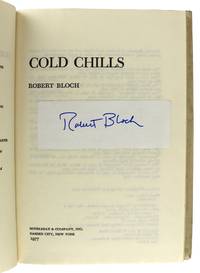 COLD CHILLS
ROBERT BLOCH
Robert Bloch
DOUBLEDAY & COMPANY, INC.
GARDEN CITY, NEW YORK
1977